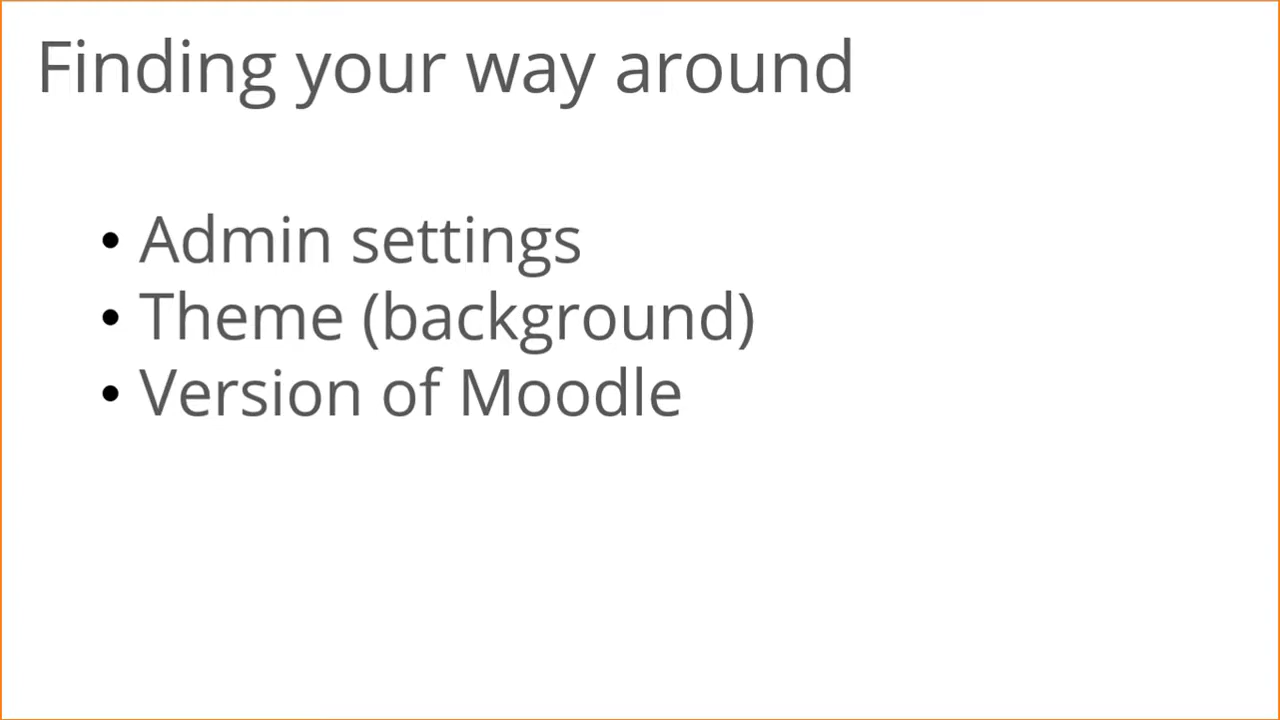 Finding your way around
• Admin settings
• Theme (background)
• Version of Moodle